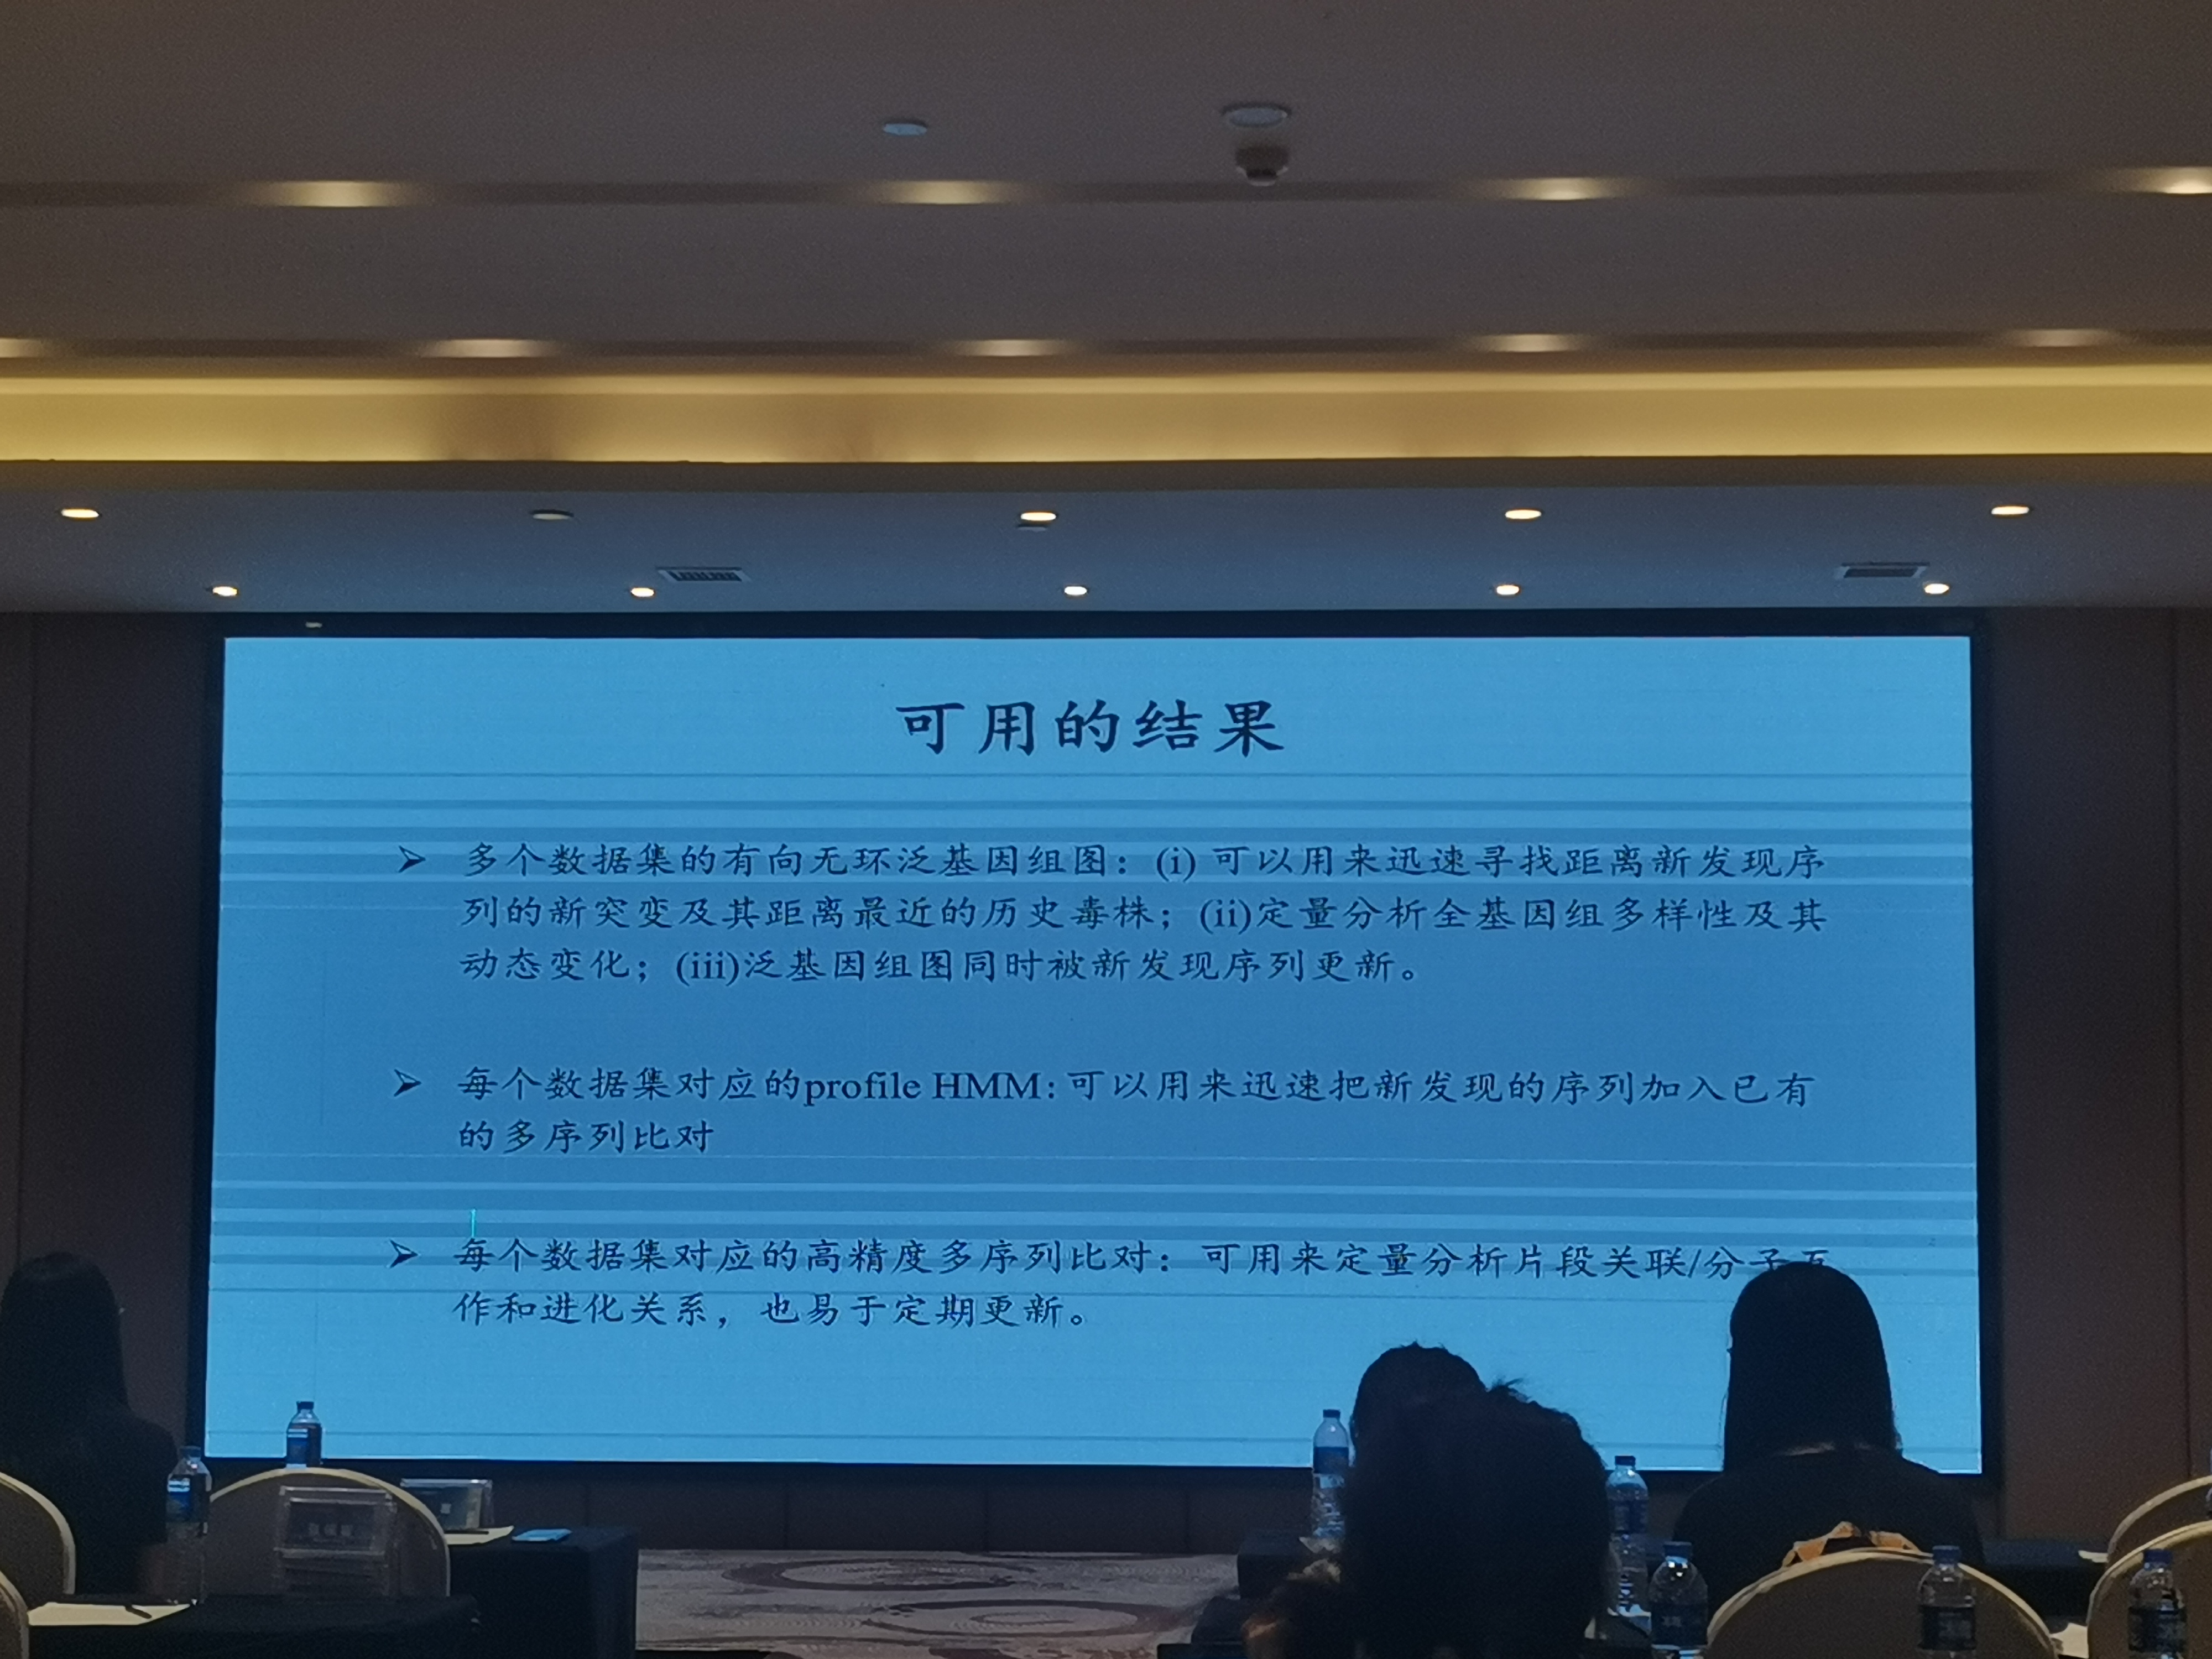 可用的结果
➢ 多个数据集的有向无环泛基因组图：(i) 可以用来迅速寻找距离新发现序
列的新突变及其距离最近的历史毒株；(ii)定量分析全基因组多样性及其
动态变化；(iii)泛基因组图同时被新发现序列更新。
➢ 每个数据集对应的profile HMM: 可以用来迅速把新发现的序列加入已有
的多序列比对
➢ 每个数据集对应的高精度多序列比对： 可用来定量分析片段关联/分子互
作和进化关系，也易于定期更新。